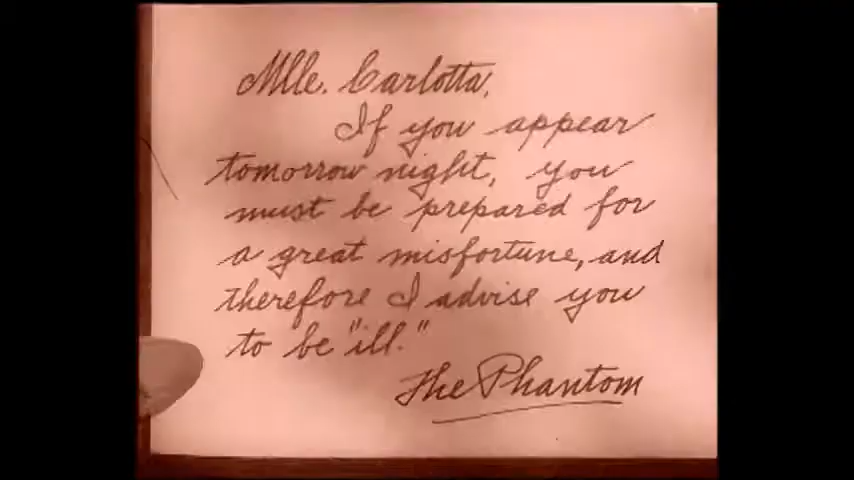 Mlle. Carlotta,
If you appear
tomorrow night, you
must be prepared for
a great misfortune, and
therefore I advise you
to be "ill."
The Phantom